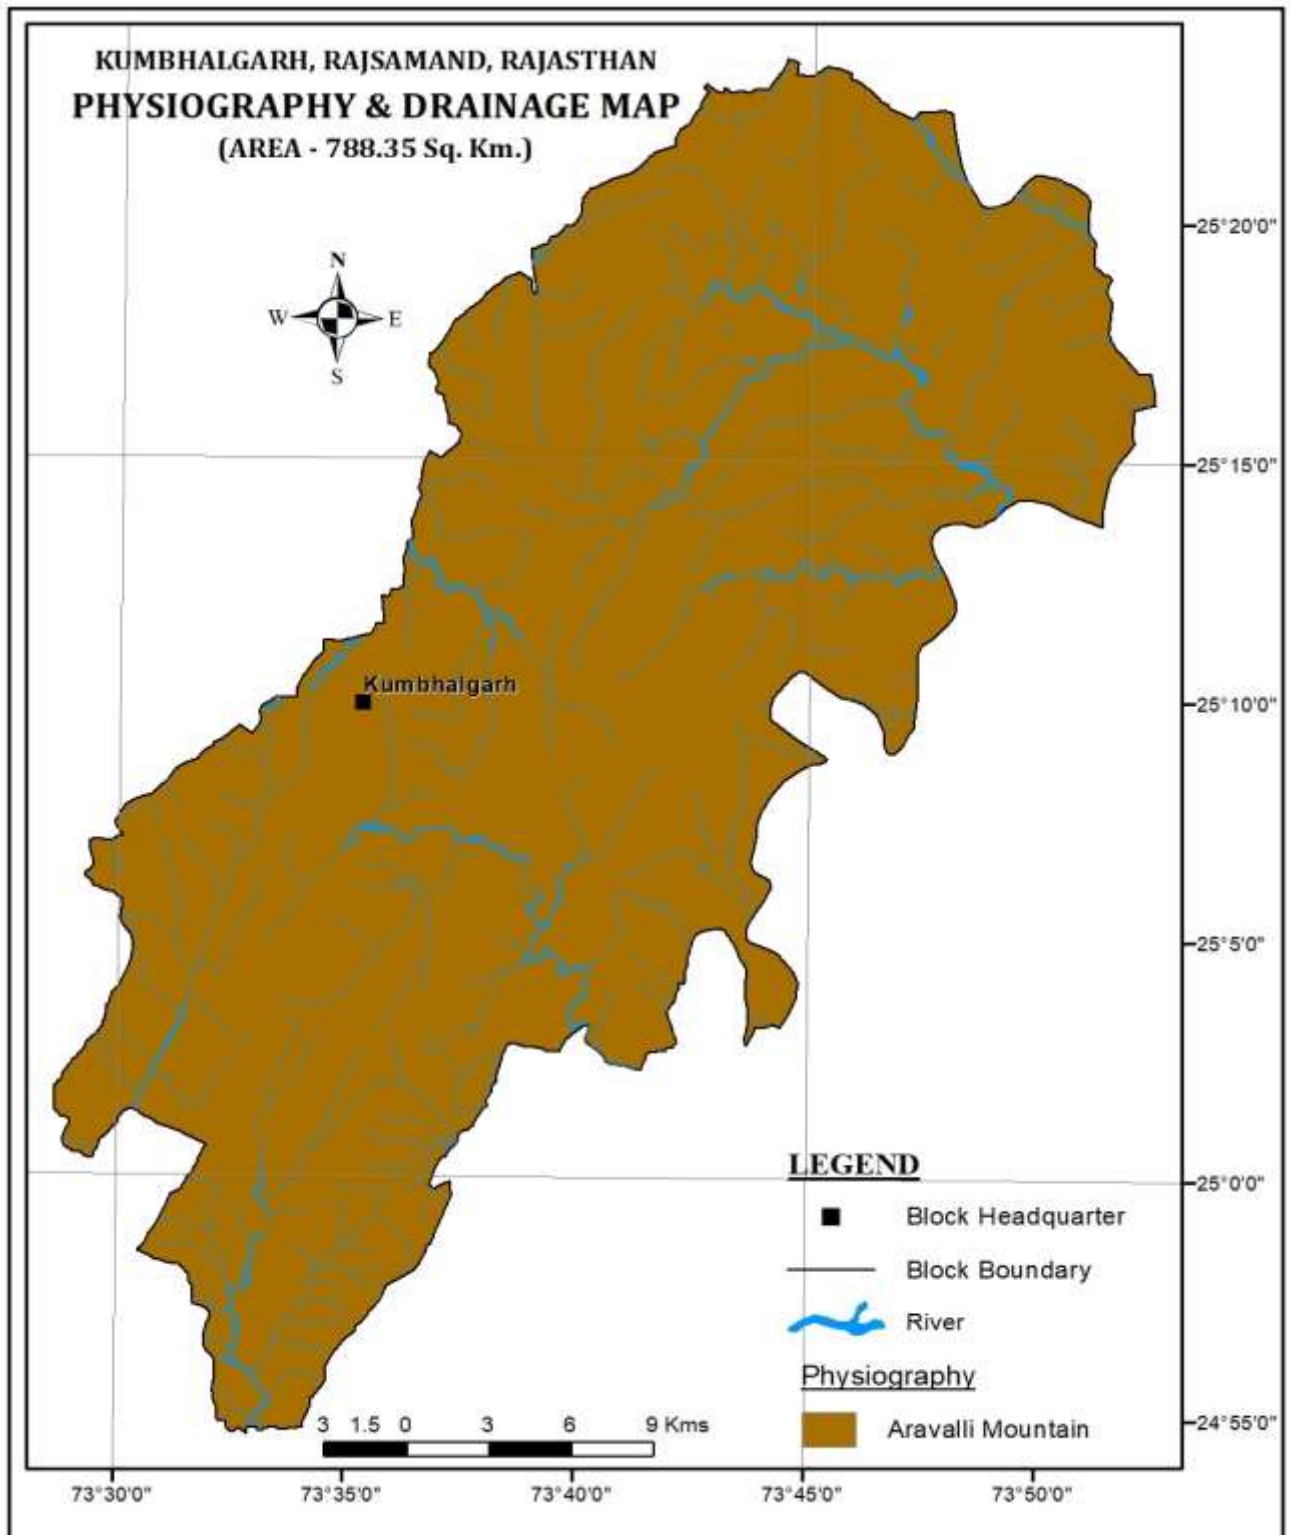 KUMBHALGARH, RAJSAMAND, RAJASTHAN
PHYSIOGRAPHY & DRAINAGE MAP
(AREA - 788.35 Sq. Km.)
N
W E
S
25°20'0"
25°15'0"
Kumbhalgarh
25°10'0"
25°5'0"
LEGEND
25°0'0"
Block Headquarter
Block Boundary
River
Physiography
Aravalli Mountain
24°55'0"
3 1.5 0 3 6 9 Kms
73°30'0" 73°35'0" 73°40'0" 73°45'0" 73°50'0"